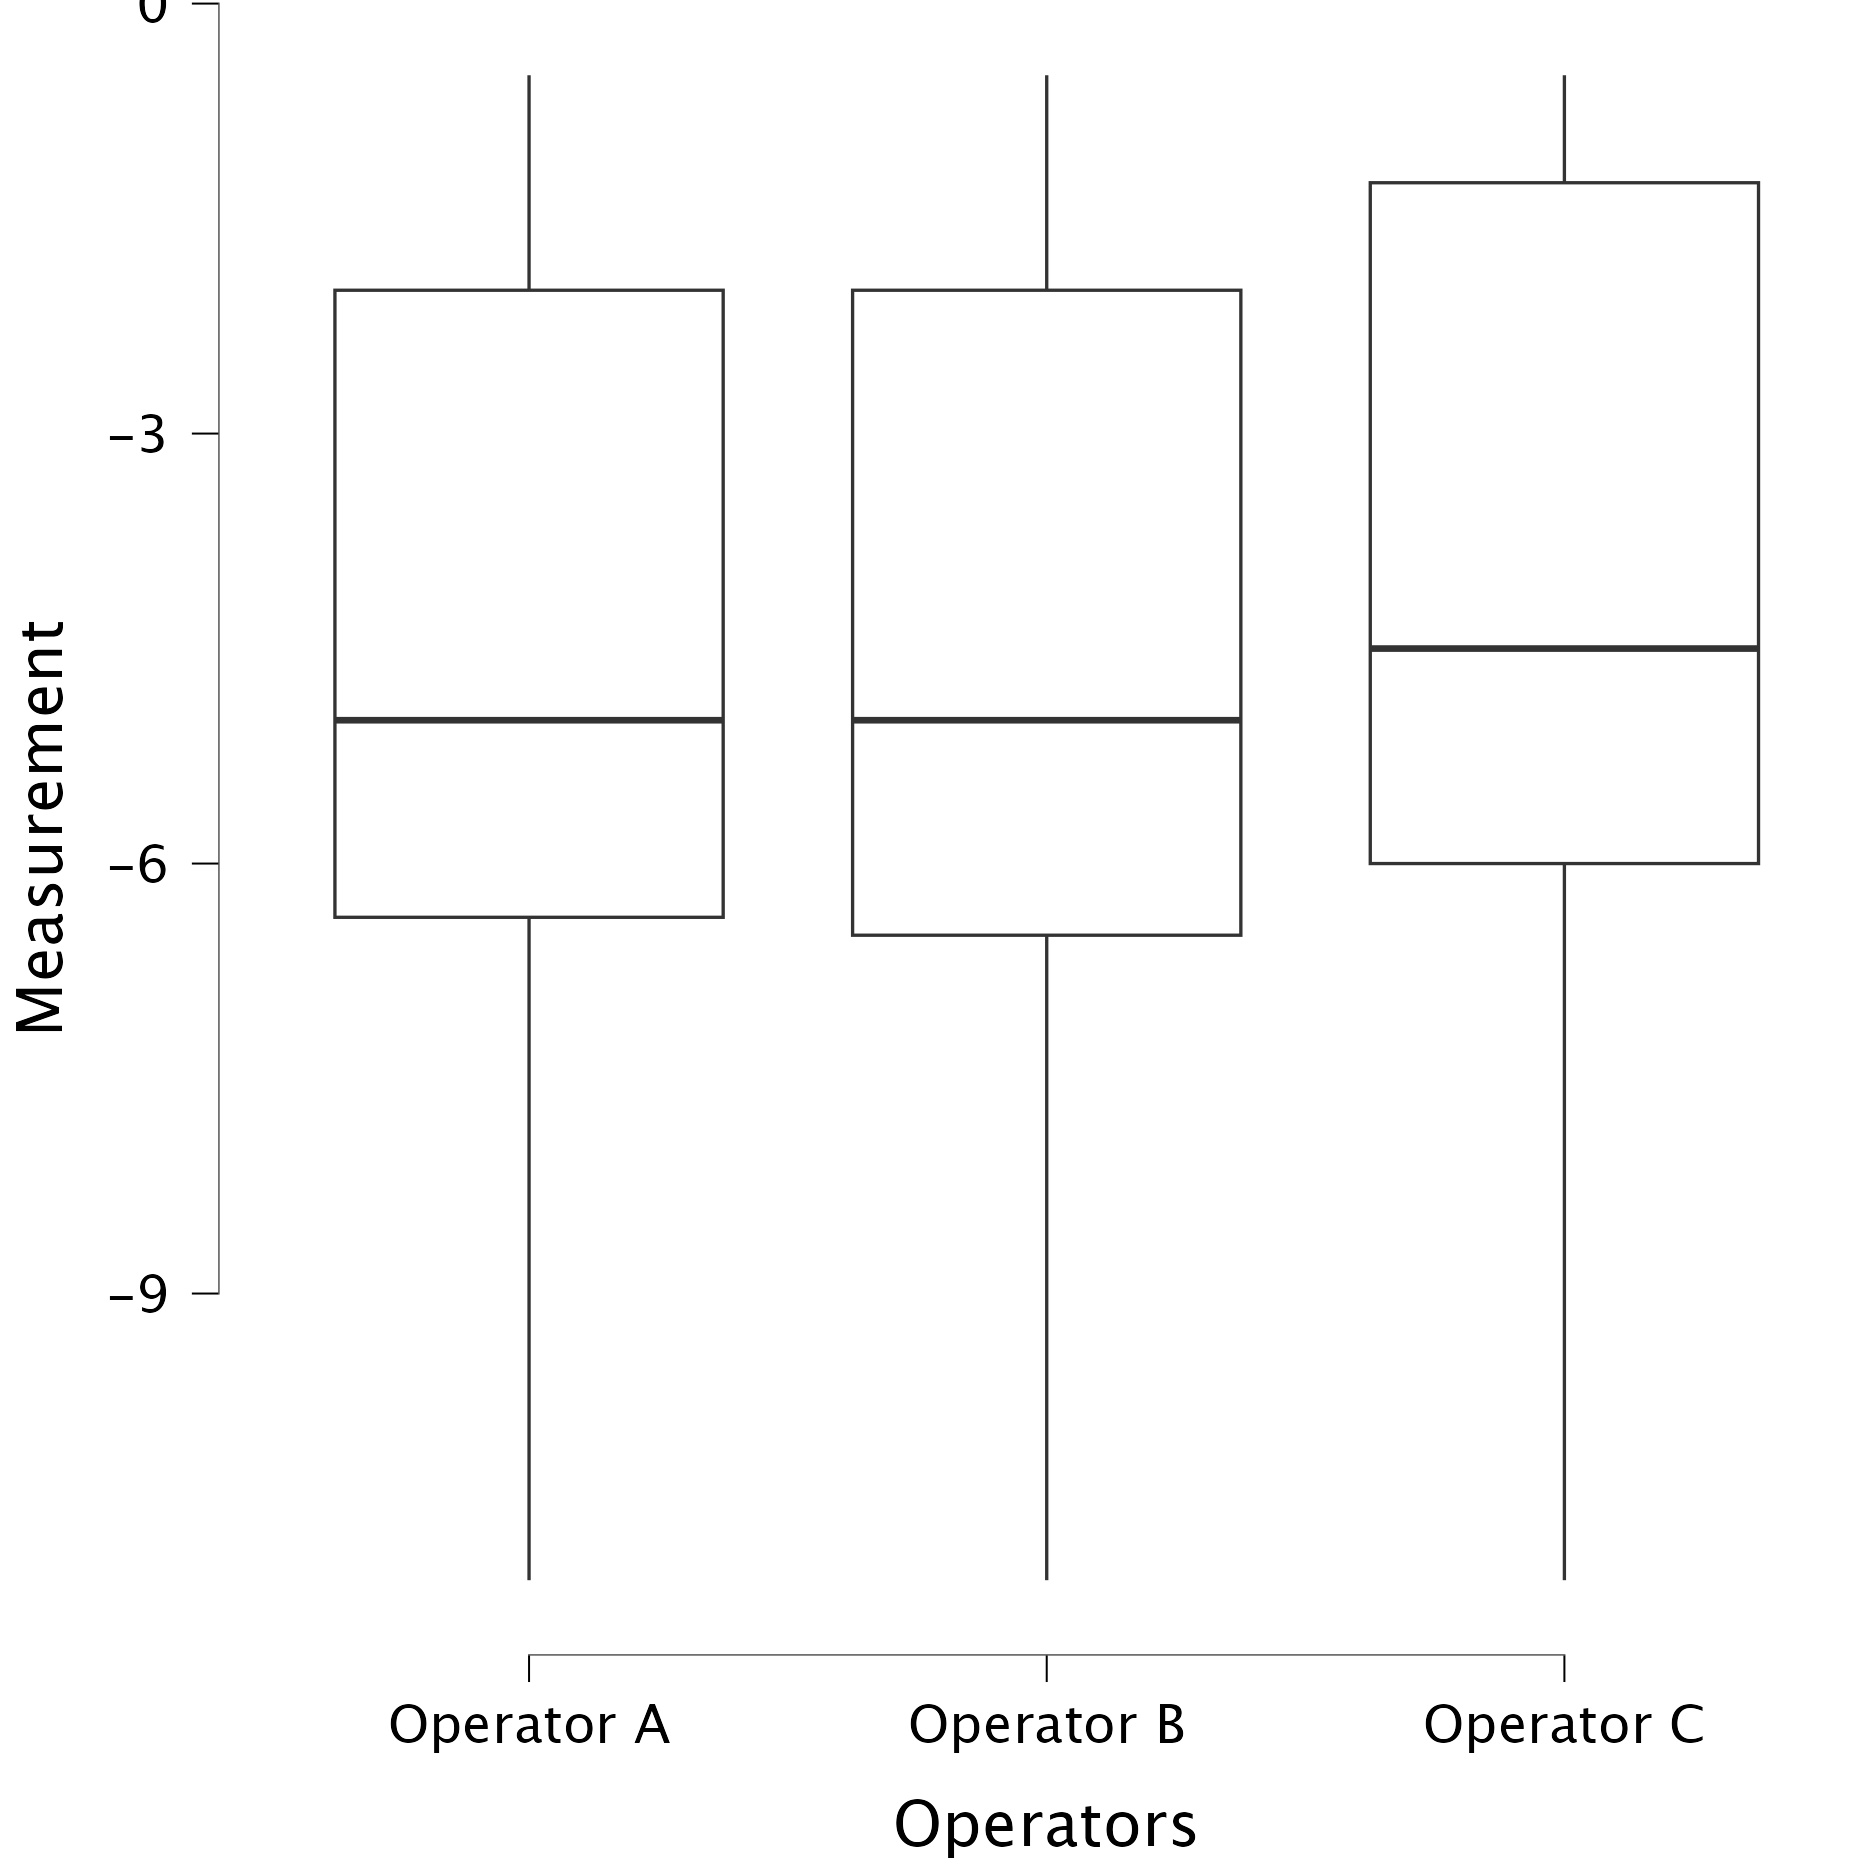 0
−3
−6
−9
Measurement
Operator A
Operator B
Operator C
Operators